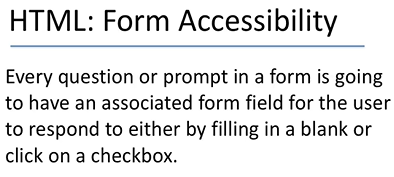 HTML: Form Accessibility
Every question or prompt in a form is going
to have an associated form field for the user
to respond to either by filling in a blank or
click on a checkbox.